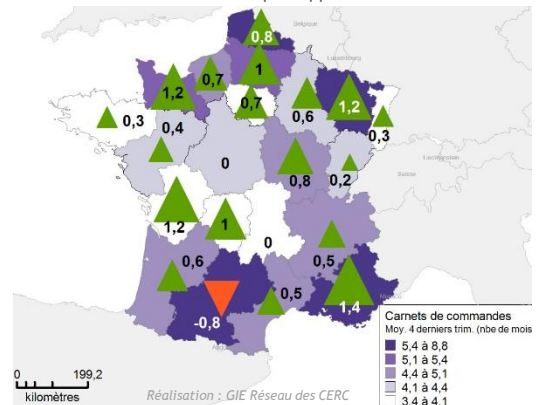 Belgique
0,8
Luxembourg
0,7
1
1,2
1,2
0,7
0,6
0,3
0,3
0,4
0
0,8
0,2
Liechtenstein
Suisse
1,2
1
0
0,6
0,5
0,5
1,4
-0,8
Carnets de commandes
Moy. 4 derniers trim. (nbe de mois
5,4 à 8,8
5,1 à 5,4
4,4 à 5,1
4,1 à 4,4
3,4 à 4,1
0 199,2
kilomètres
Réalisation : GIE Réseau des CERC